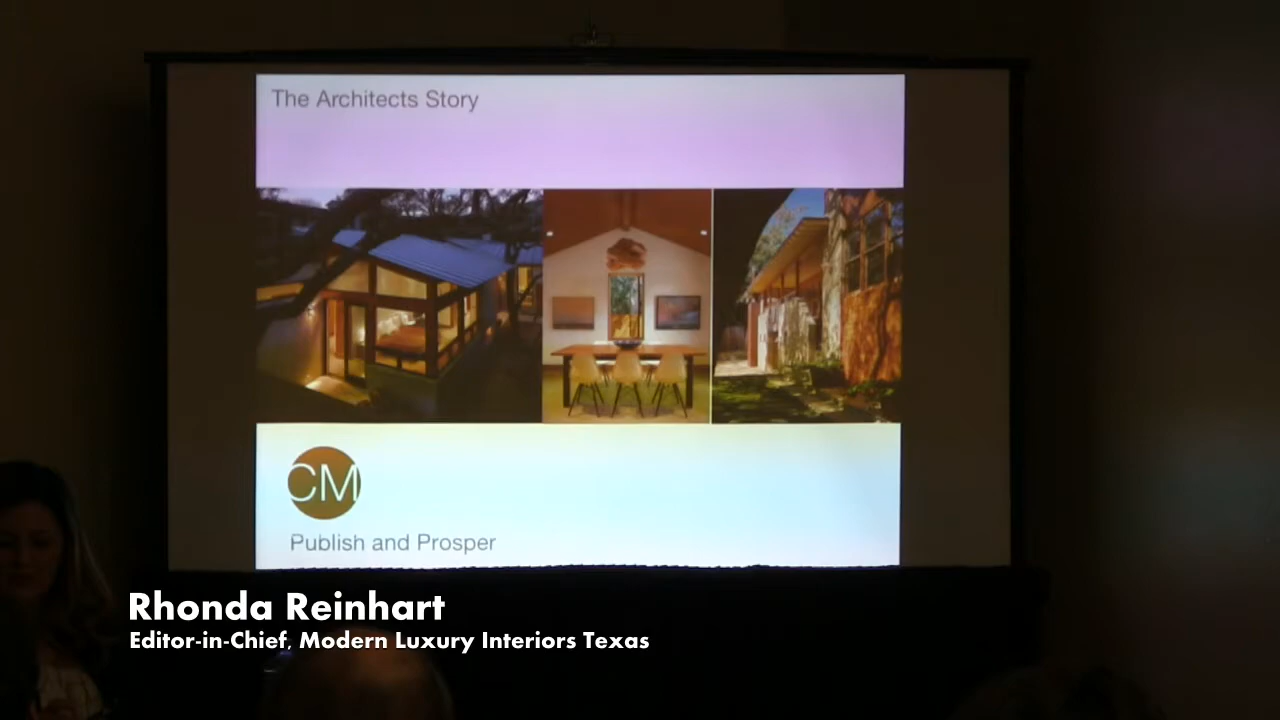 The Architects Story
CM
Publish and Prosper
Rhonda Reinhart
Editor-in-Chief, Modern Luxury Interiors Texas